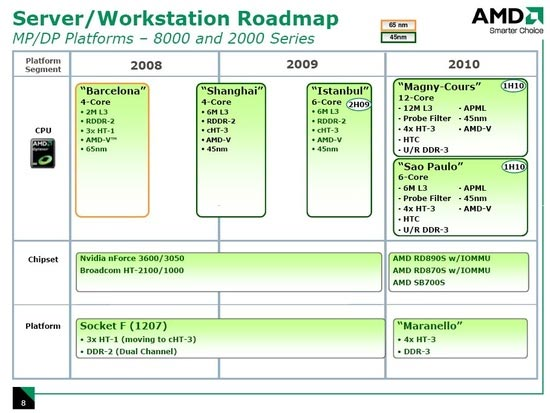 Server/Workstation Roadmap
MP/DP Platforms – 8000 and 2000 Series
65 nm
45nm
AMD
Smarter Choice
Platform
Segment
2008
2009
2010
CPU
AMD
"Barcelona"
4-Core
• 2M L3
• RDDR-2
• 3x HT-1
• AMD-V™
• 65nm
"Shanghai"
4-Core
• 6M L3
• RDDR-2
• cHT-3
• AMD-V
• 45nm
"Istanbul"
6-Core
2H09
• 6M L3
• RDDR-2
• cHT-3
• AMD-V
• 45nm
"Magny-Cours"
1H10
12-Core
• 12M L3
• Probe Filter
• 4x HT-3
• HTC
• U/R DDR-3
• APML
• 45nm
• AMD-V
"Sao Paulo"
1H10
6-Core
• 6M L3
• Probe Filter
• 4x HT-3
• HTC
• U/R DDR-3
• APML
• 45nm
• AMD-V
Chipset
Nvidia nForce 3600/3050
Broadcom HT-2100/1000
AMD RD890S w/IOMMU
AMD RD870S w/IOMMU
AMD SB700S
Platform
Socket F (1207)
• 3x HT-1 (moving to cHT-3)
• DDR-2 (Dual Channel)
"Maranello"
• 4x HT-3
• DDR-3
8